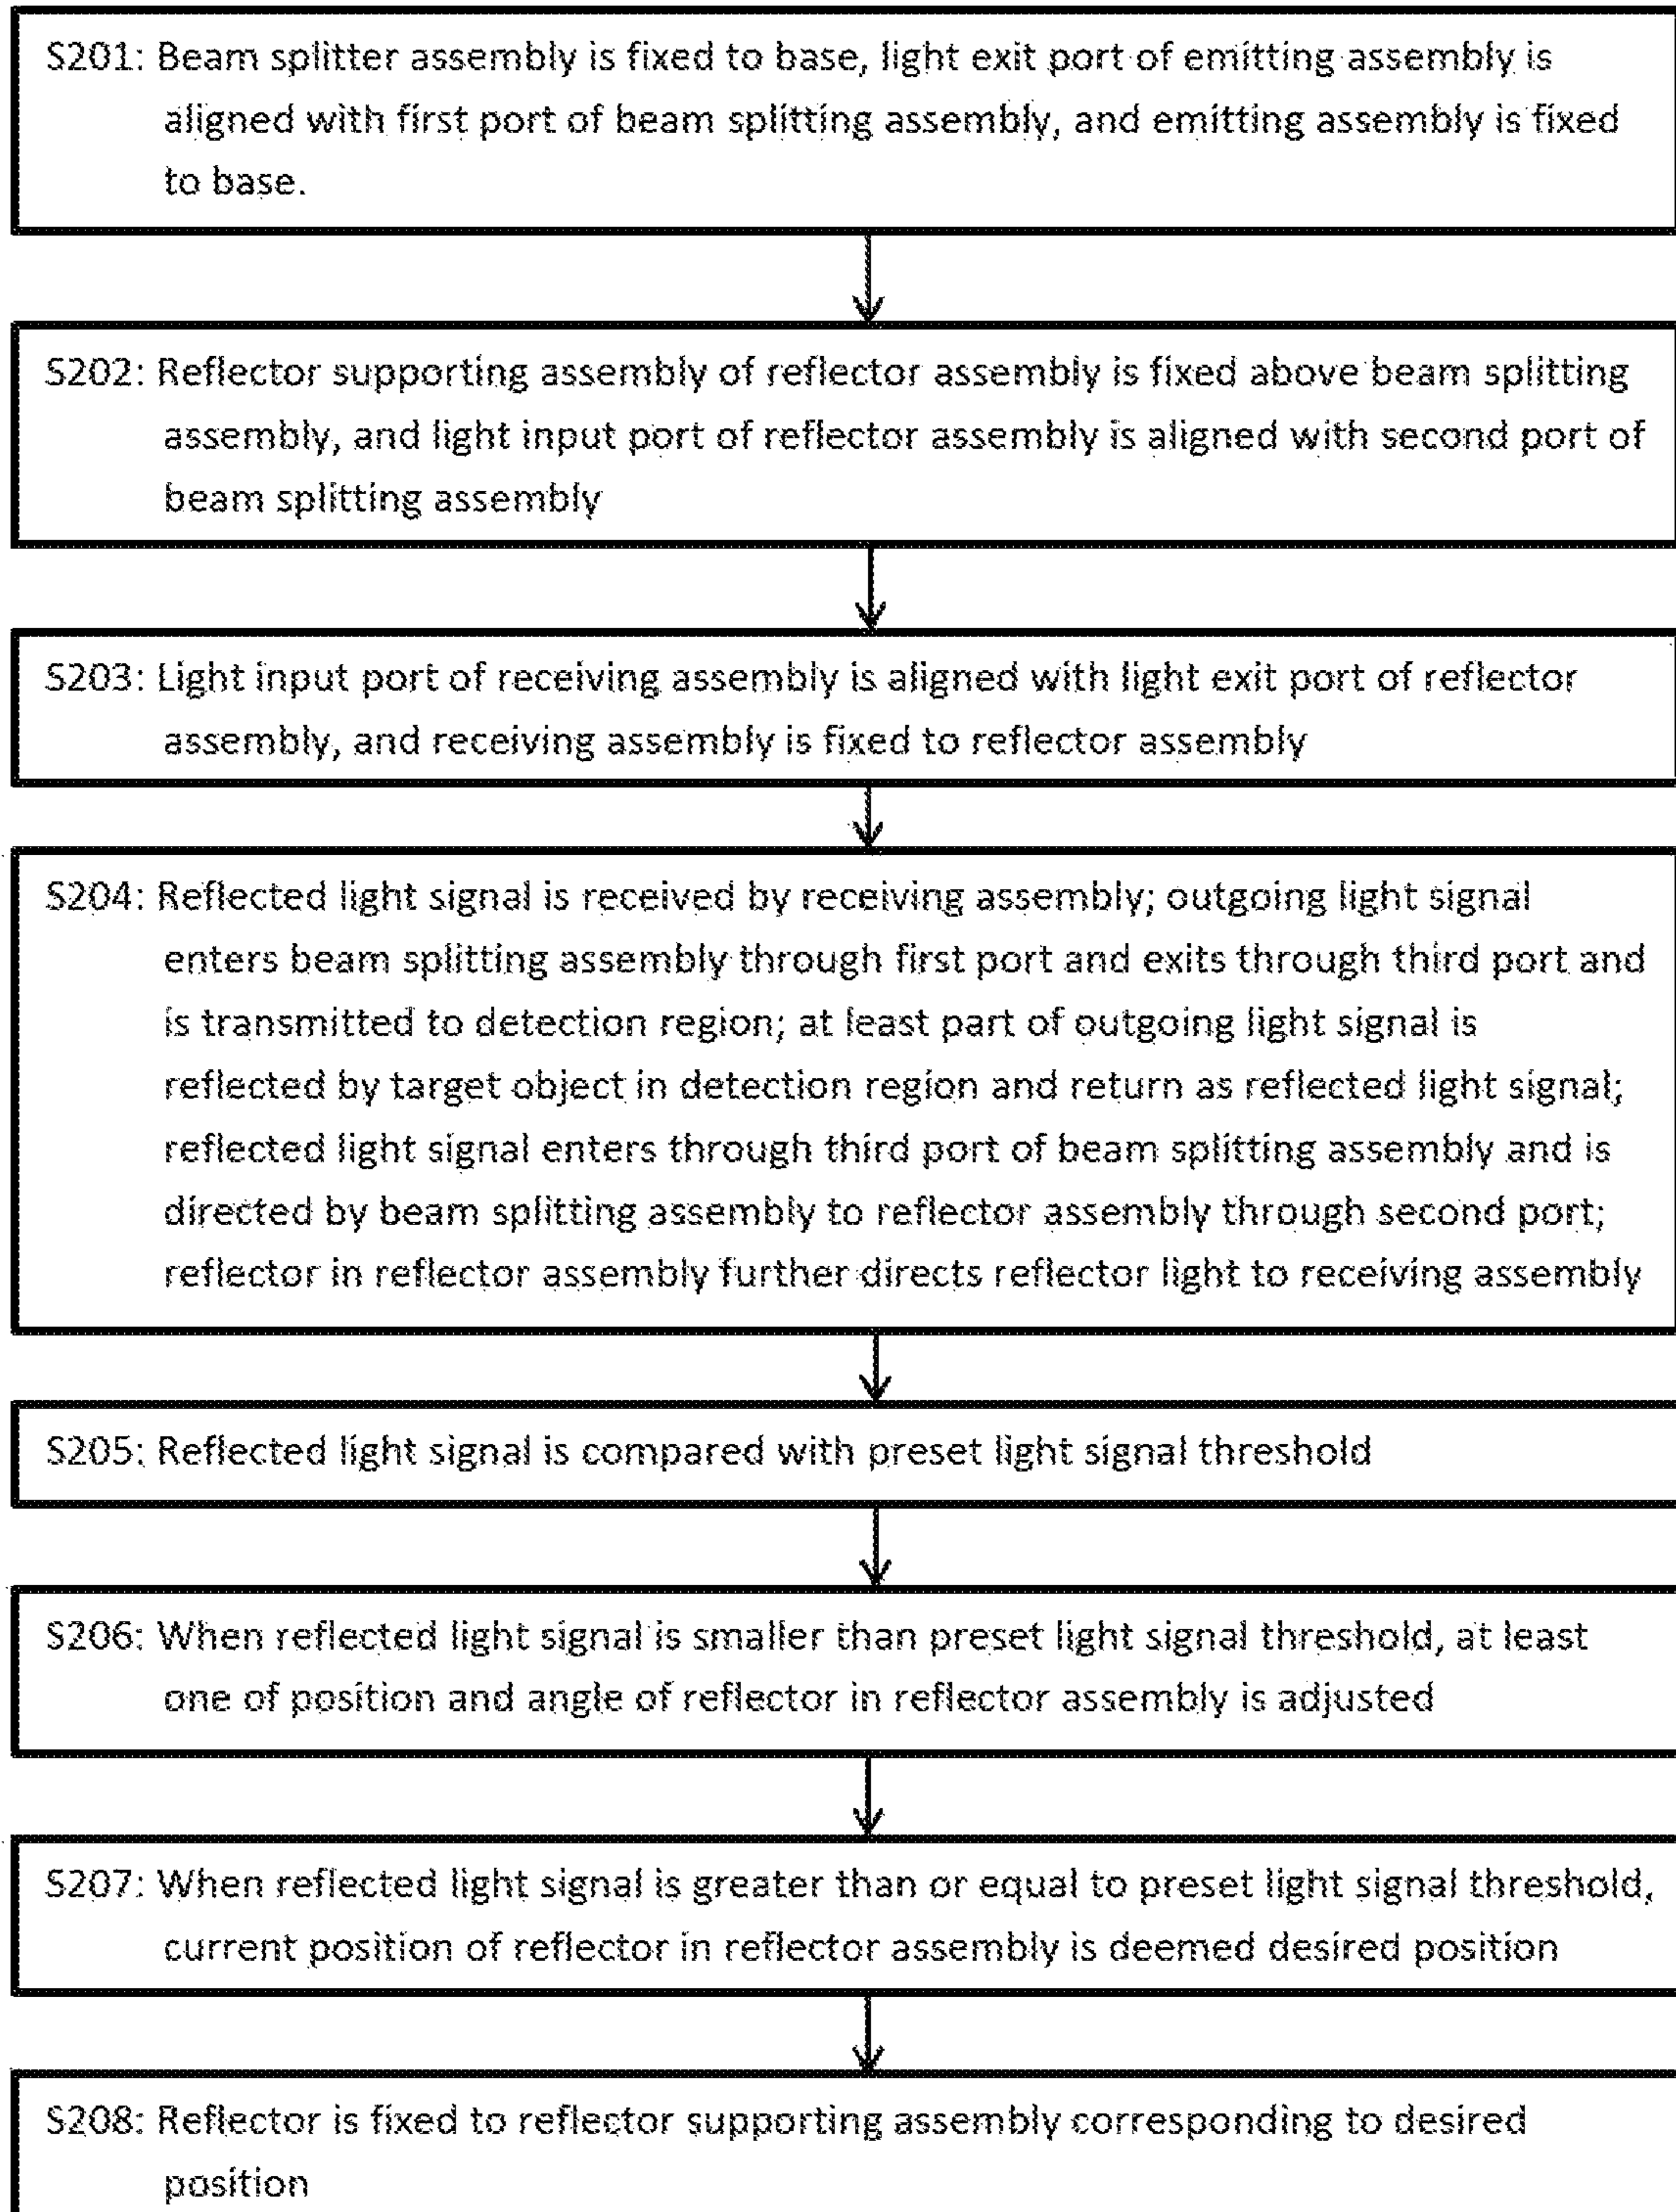 S201: Beam splitter assembly is fixed to base, light exit port of emitting assembly is
aligned with first port of beam splitting assembly, and emitting assembly is fixed
to base.
S202: Reflector supporting assembly of reflector assembly is fixed above beam splitting
assembly, and light input port of reflector assembly is aligned with second port of
beam splitting assembly
S203: Light input port of receiving assembly is aligned with light exit port of reflector
assembly, and receiving assembly is fixed to reflector assembly
S204: Reflected light signal is received by receiving assembly; outgoing light signal
enters beam splitting assembly through first port and exits through third port and
is transmitted to detection region; at least part of outgoing light signal is
reflected by target object in detection region and return as reflected light signal;
reflected light signal enters through third port of beam splitting assembly and is
directed by beam splitting assembly to reflector assembly through second port;
reflector in reflector assembly further directs reflector light to receiving assembly
S205: Reflected light signal is compared with preset light signal threshold
S206: When reflected light signal is smaller than preset light signal threshold, at least
one of position and angle of reflector in reflector assembly is adjusted
S207: When reflected light signal is greater than or equal to preset light signal threshold,
current position of reflector in reflector assembly is deemed desired position
S208: Reflector is fixed to reflector supporting assembly corresponding to desired
position